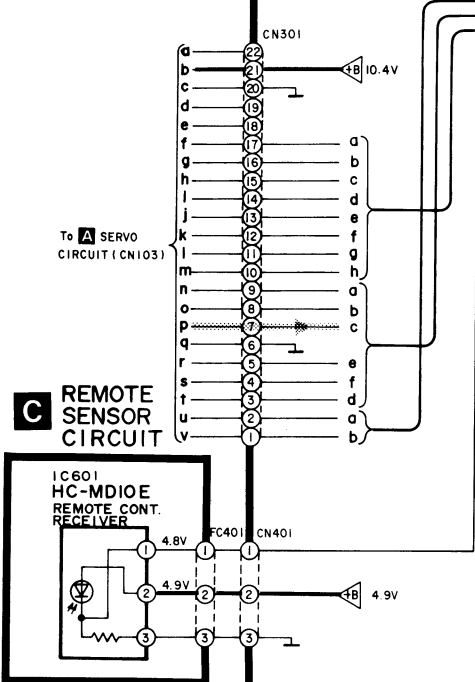 CN301
a 22
b 21 +B 10.4V
c 20
d 19
e 18
f 17 a
g 16 b
h 15 c
i 14 d
j 13 e
k 12 f
l 11 g
m 10 h
n 9 a
o 8 b
p 7 c
q 6
r 5 e
s 4 f
t 3 d
u 2 a
v 1 b
To A SERVO
CIRCUIT (CN103)
C REMOTE
SENSOR
CIRCUIT
IC601
HC-MD10E
REMOTE CONT.
RECEIVER
FC401 CN401
1 4.8V 1 1
2 4.9V 2 2 +B 4.9V
3 3 3